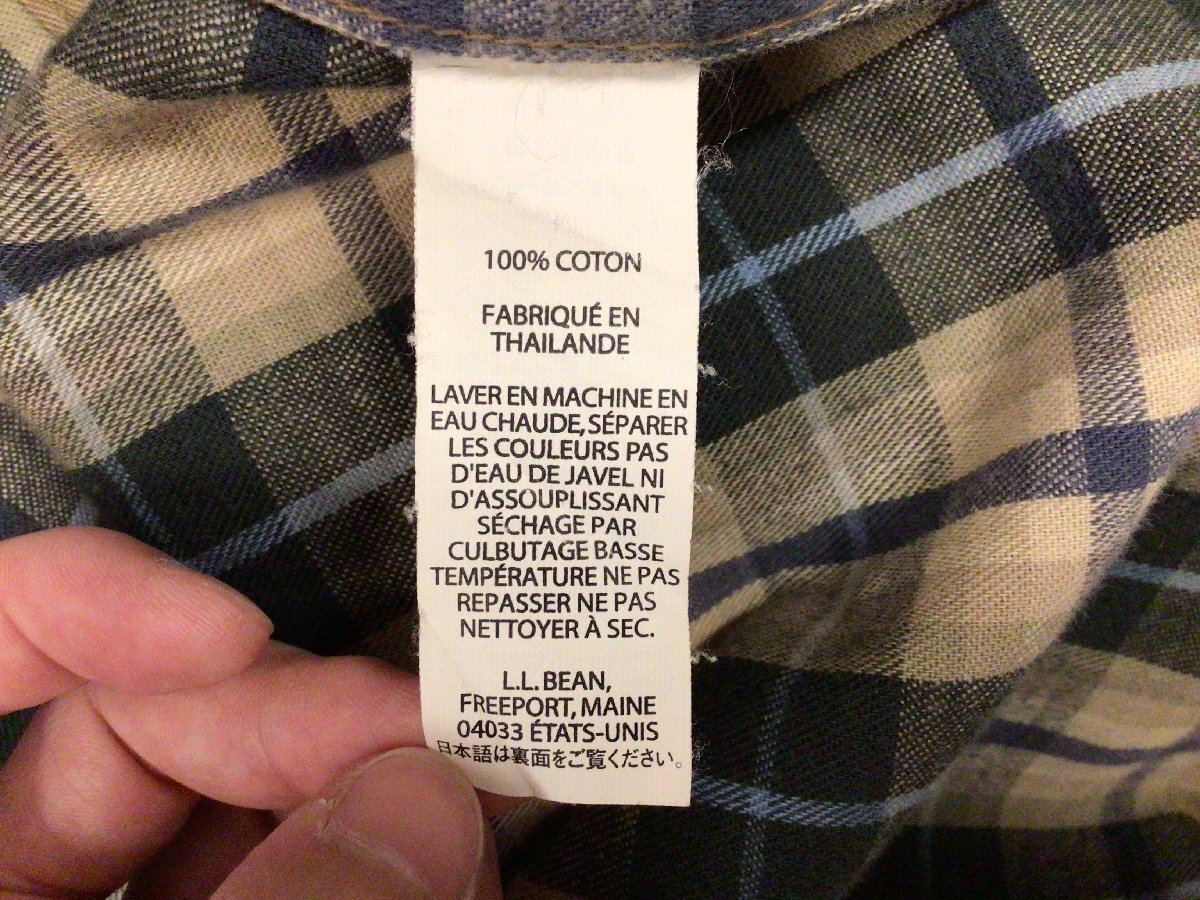 100% COTON
FABRIQUÉ EN
THAILANDE
LAVER EN MACHINE EN
EAU CHAUDE, SÉPARER
LES COULEURS PAS
D'EAU DE JAVEL NI
D'ASSOUPLISSANT
SÉCHAGE PAR
CULBUTAGE BASSE
TEMPÉRATURE NE PAS
REPASSER NE PAS
NETTOYER À SEC.
L.L. BEAN,
FREEPORT, MAINE
04033 ÉTATS-UNIS
日本語は裏面をご覧ください。